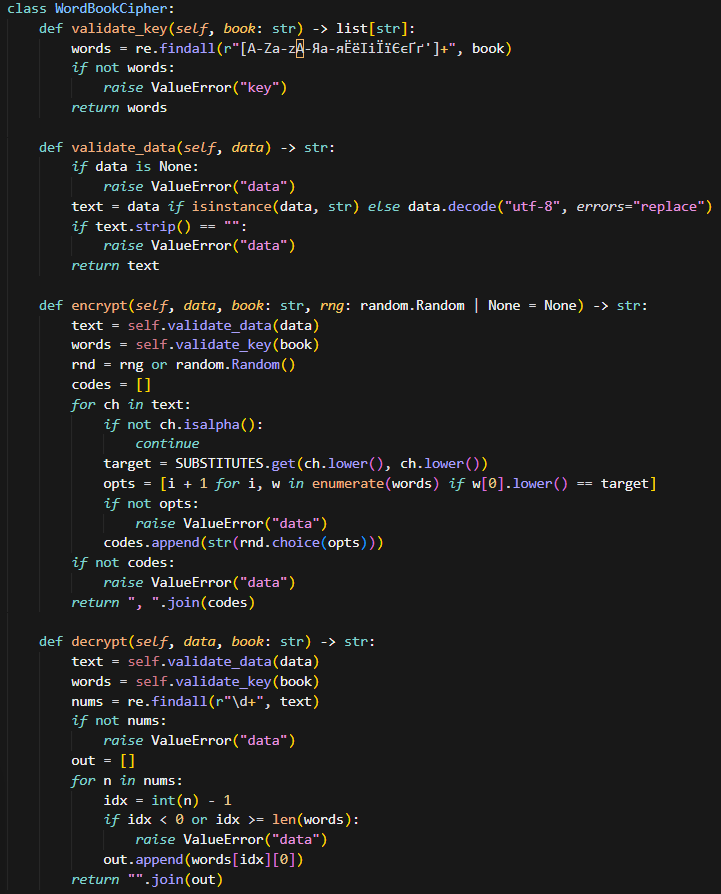 class WordBookCipher:
    def validate_key(self, book: str) -> list[str]:
        words = re.findall(r"[A-Za-zА-Яа-яЁёІіЇїЄєҐґ']+", book)
        if not words:
            raise ValueError("key")
        return words

    def validate_data(self, data) -> str:
        if data is None:
            raise ValueError("data")
        text = data if isinstance(data, str) else data.decode("utf-8", errors="replace")
        if text.strip() == "":
            raise ValueError("data")
        return text

    def encrypt(self, data, book: str, rng: random.Random | None = None) -> str:
        text = self.validate_data(data)
        words = self.validate_key(book)
        rnd = rng or random.Random()
        codes = []
        for ch in text:
            if not ch.isalpha():
                continue
            target = SUBSTITUTES.get(ch.lower(), ch.lower())
            opts = [i + 1 for i, w in enumerate(words) if w[0].lower() == target]
            if not opts:
                raise ValueError("data")
            codes.append(str(rnd.choice(opts)))
        if not codes:
            raise ValueError("data")
        return ", ".join(codes)

    def decrypt(self, data, book: str) -> str:
        text = self.validate_data(data)
        words = self.validate_key(book)
        nums = re.findall(r"\d+", text)
        if not nums:
            raise ValueError("data")
        out = []
        for n in nums:
            idx = int(n) - 1
            if idx < 0 or idx >= len(words):
                raise ValueError("data")
            out.append(words[idx][0])
        return "".join(out)